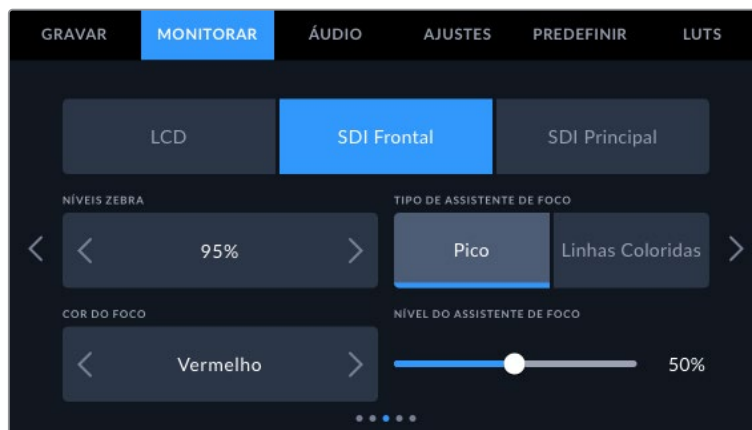 GRAVAR MONITORAR ÁUDIO AJUSTES PREDEFINIR LUTS
LCD SDI Frontal SDI Principal
NÍVEIS ZEBRA TIPO DE ASSISTENTE DE FOCO
95% Pico Linhas Coloridas
COR DO FOCO NÍVEL DO ASSISTENTE DE FOCO
Vermelho 50%